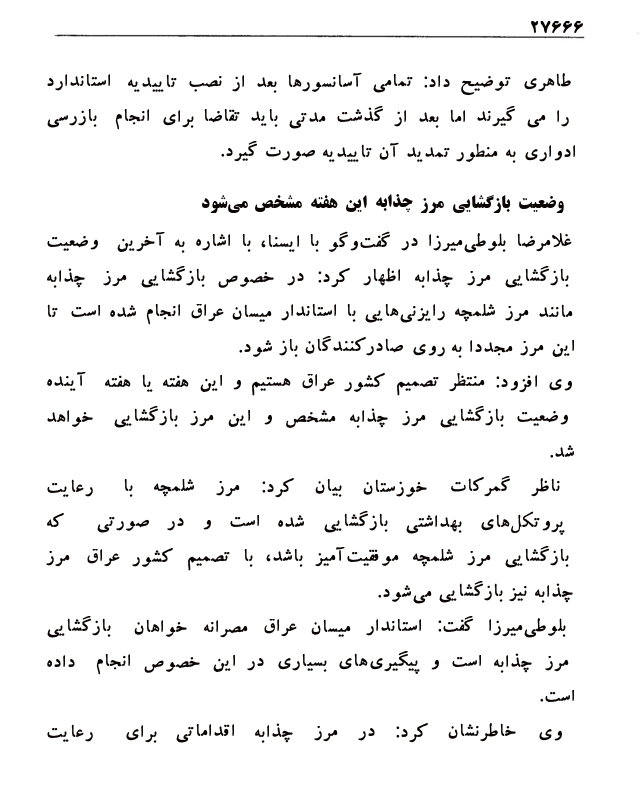 ۲۷۶۶۶
طاهری توضیح داد: تمامی آسانسورها بعد از نصب تاییدیه استاندارد
را می گیرند اما بعد از گذشت مدتی باید تقاضا برای انجام بازرسی
ادواری به منظور تمدید آن تاییدیه صورت گیرد.
وضعیت بازگشایی مرز چذابه این هفته مشخص می‌شود
غلامرضا بلوطی‌میرزا در گفت‌وگو با ایسنا، با اشاره به آخرین وضعیت
بازگشایی مرز چذابه اظهار کرد: در خصوص بازگشایی مرز چذابه
مانند مرز شلمچه رایزنی‌هایی با استاندار میسان عراق انجام شده است تا
این مرز مجددا به روی صادرکنندگان باز شود.
وی افزود: منتظر تصمیم کشور عراق هستیم و این هفته یا هفته آینده
وضعیت بازگشایی مرز چذابه مشخص و این مرز بازگشایی خواهد
شد.
ناظر گمرکات خوزستان بیان کرد: مرز شلمچه با رعایت
پروتکل‌های بهداشتی بازگشایی شده است و در صورتی که
بازگشایی مرز شلمچه موفقیت‌آمیز باشد، با تصمیم کشور عراق مرز
چذابه نیز بازگشایی می‌شود.
بلوطی‌میرزا گفت: استاندار میسان عراق مصرانه خواهان بازگشایی
مرز چذابه است و پیگیری‌های بسیاری در این خصوص انجام داده
است.
وی خاطرنشان کرد: در مرز چذابه اقداماتی برای رعایت